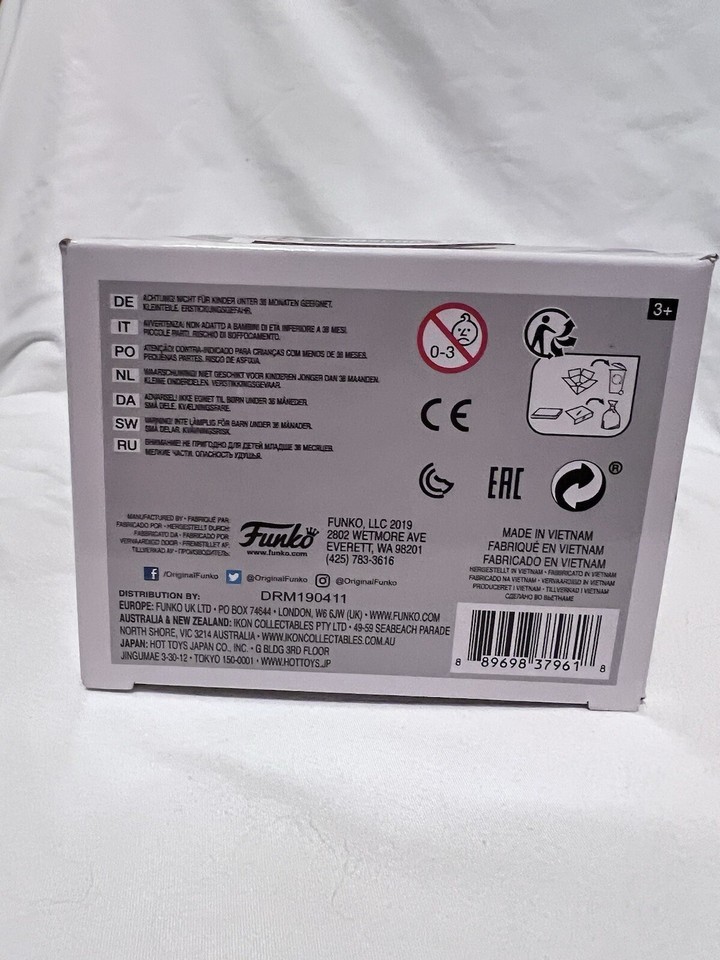 DE ACHTUNG! NICHT FÜR KINDER UNTER 36 MONATEN GEEIGNET.
KLEINTEILE. ERSTICKUNGSGEFAHR.
IT AVVERTENZA: NON ADATTO A BAMBINI DI ETÀ INFERIORE A 36 MESI.
PICCOLE PARTI. RISCHIO DI SOFFOCAMENTO.
PO ATENÇÃO! CONTRA-INDICADO PARA CRIANÇAS COM MENOS DE 36 MESES.
PEQUENAS PARTES. RISCO DE ASFIXIA.
NL WAARSCHUWING! NIET GESCHIKT VOOR KINDEREN JONGER DAN 36 MAANDEN.
KLEINE ONDERDELEN. VERSTIKKINGSGEVAAR.
DA ADVARSEL! IKKE EGNET TIL BØRN UNDER 36 MÅNEDER.
SMÅ DELE. KVÆLNINGSFARE.
SW VARNING! INTE LÄMPLIG FÖR BARN UNDER 36 MÅNADER.
SMÅ DELAR. KVÄVNINGSRISK.
RU ВНИМАНИЕ! НЕ ПРИГОДНО ДЛЯ ДЕТЕЙ МЛАДШЕ 36 МЕСЯЦЕВ.
МЕЛКИЕ ЧАСТИ. ОПАСНОСТЬ УДУШЬЯ.
0-3
3+
CE
EAC
®
MANUFACTURED BY • FABRIQUÉ PAR
FABRICADO POR • HERGESTELLT DURCH:
FABBRICATO DA • FABRICADO POR
VERVAARDIGD DOOR • FREMSTILLET AF:
TILLVERKAD AV • ПРОИЗВОДИТЕЛЬ:
Funko
www.funko.com
FUNKO, LLC 2019
2802 WETMORE AVE
EVERETT, WA 98201
(425) 783-3616
/OriginalFunko @OriginalFunko @OriginalFunko
DRM190411
DISTRIBUTION BY:
EUROPE: FUNKO UK LTD • PO BOX 74644 • LONDON, W6 6JW (UK) • WWW.FUNKO.COM
AUSTRALIA & NEW ZEALAND: IKON COLLECTABLES PTY LTD • 49-59 SEABEACH PARADE
NORTH SHORE, VIC 3214 AUSTRALIA • WWW.IKONCOLLECTABLES.COM.AU
JAPAN: HOT TOYS JAPAN CO., INC. • G BLDG 3RD FLOOR
JINGUMAE 3-30-12 • TOKYO 150-0001 • WWW.HOTTOYS.JP
MADE IN VIETNAM
FABRIQUÉ EN VIETNAM
FABRICADO EN VIETNAM
HERGESTELLT IN VIETNAM • FABBRICATO IN VIETNAM
FABRICADO NA VIETNAM • VERVAARDIGD IN VIETNAM
PRODUCERET I VIETNAM • TILLVERKAD I VIETNAM
СДЕЛАНО ВО ВЬЕТНАМЕ
8 89698 37961 8